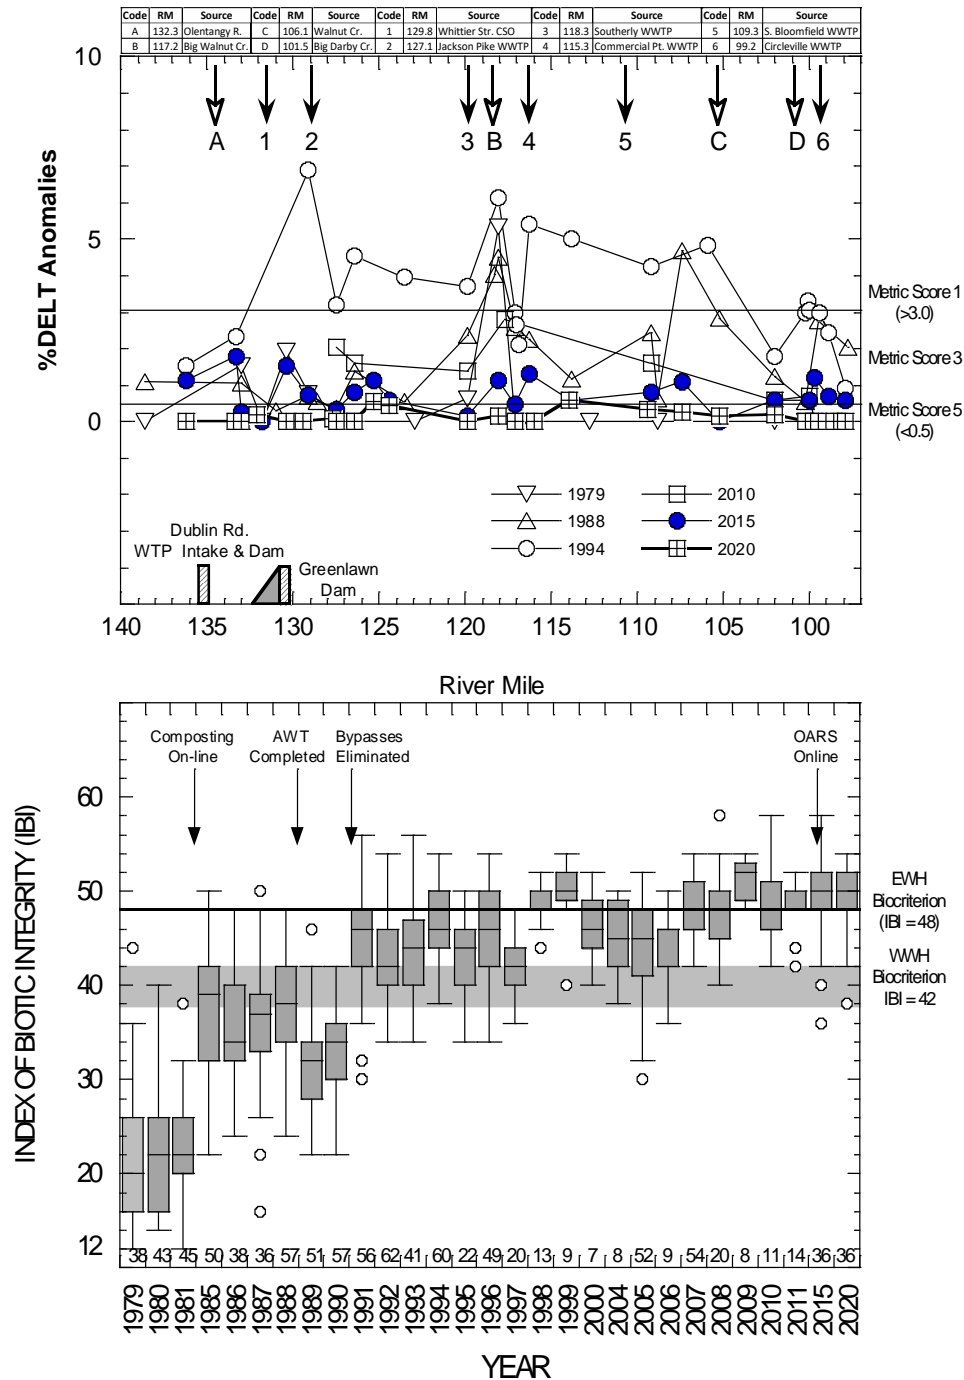 Code RM Source Code RM Source Code RM Source Code RM Source Code RM Source
A 132.3 Olentangy R. C 106.1 Walnut Cr. 1 129.8 Whittier Str. CSO 3 118.3 Southerly WWTP 5 109.3 S. Bloomfield WWTP
B 117.2 Big Walnut Cr. D 101.5 Big Darby Cr. 2 127.1 Jackson Pike WWTP 4 115.3 Commercial Pt. WWTP 6 99.2 Circleville WWTP
10
A 1 2 3 B 4 5 C D 6
%DELT Anomalies
5
Metric Score 1
(>3.0)
Metric Score 3
Metric Score 5
(<0.5)
0
1979 2010
1988 2015
1994 2020
Dublin Rd.
WTP Intake & Dam
Greenlawn
Dam
140 135 130 125 120 115 110 105 100
River Mile
Composting
On-line
AWT
Completed
Bypasses
Eliminated
OARS
Online
INDEX OF BIOTIC INTEGRITY (IBI)
60
50
40
30
20
12
EWH
Biocriterion
(IBI = 48)
WWH
Biocriterion
IBI = 42
38 43 45 50 38 36 57 51 57 56 62 41 60 22 49 20 13 9 7 8 52 9 54 20 8 11 14 36 36
1979 1980 1981 1985 1986 1987 1988 1989 1990 1991 1992 1993 1994 1995 1996 1997 1998 1999 2000 2004 2005 2006 2007 2008 2009 2010 2011 2015 2020
YEAR